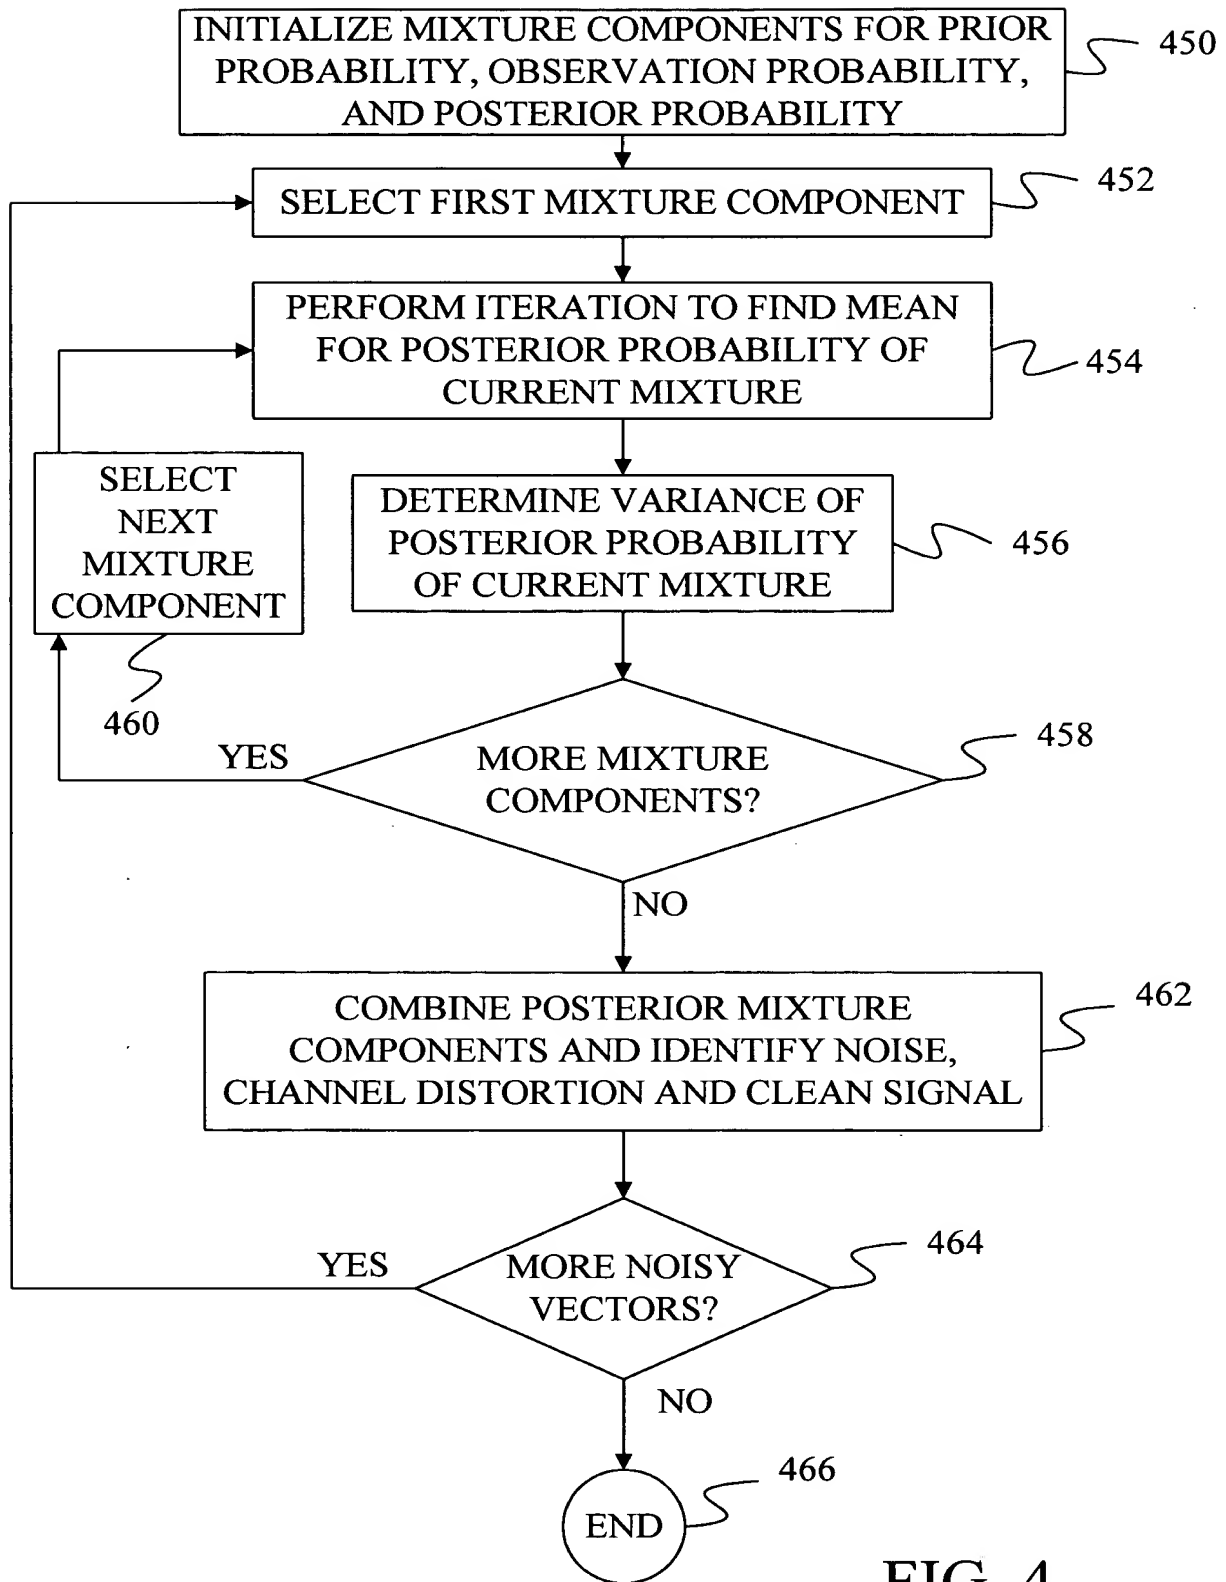 INITIALIZE MIXTURE COMPONENTS FOR PRIOR
PROBABILITY, OBSERVATION PROBABILITY,
AND POSTERIOR PROBABILITY
450
SELECT FIRST MIXTURE COMPONENT
452
PERFORM ITERATION TO FIND MEAN
FOR POSTERIOR PROBABILITY OF
CURRENT MIXTURE
454
SELECT
NEXT
MIXTURE
COMPONENT
460
DETERMINE VARIANCE OF
POSTERIOR PROBABILITY
OF CURRENT MIXTURE
456
YES
MORE MIXTURE
COMPONENTS?
458
NO
COMBINE POSTERIOR MIXTURE
COMPONENTS AND IDENTIFY NOISE,
CHANNEL DISTORTION AND CLEAN SIGNAL
462
YES
MORE NOISY
VECTORS?
464
NO
END
466
FIG. 4